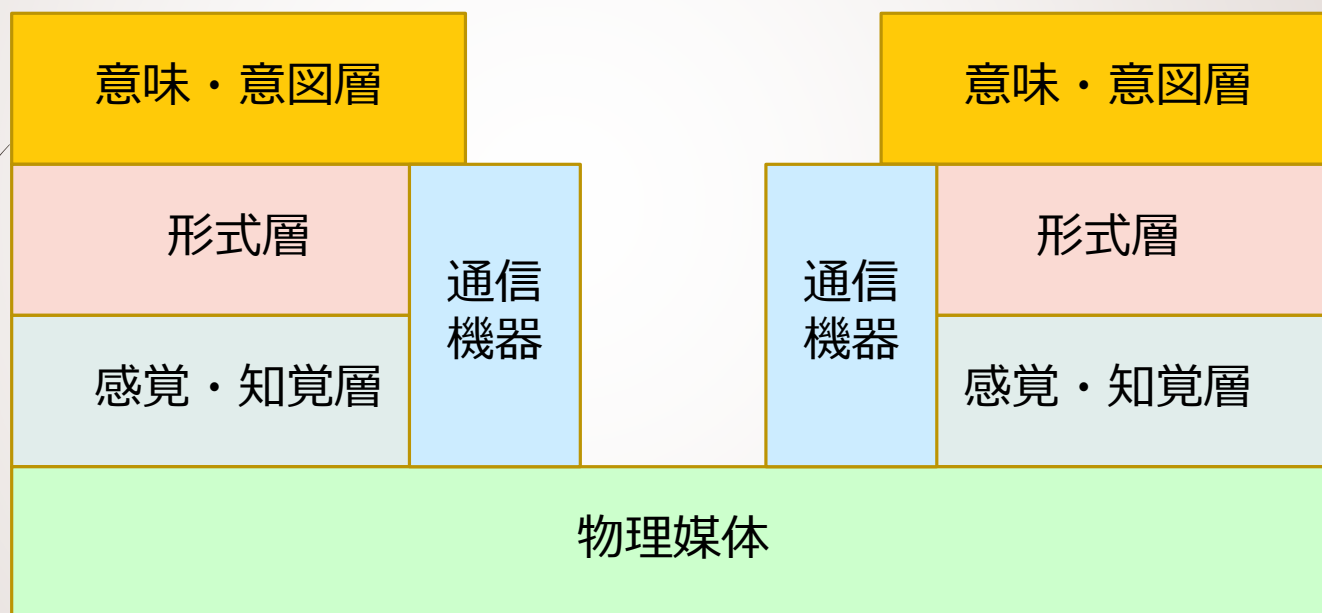 意味・意図層
意味・意図層
形式層
形式層
通信
機器
通信
機器
感覚・知覚層
感覚・知覚層
物理媒体